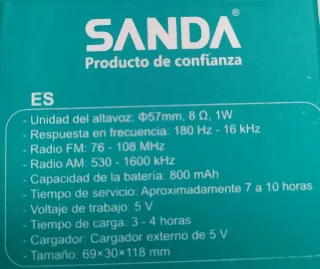 SANDA®
Producto de confianza
ES
- Unidad del altavoz: Φ57mm, 8 Ω, 1W
- Respuesta en frecuencia: 180 Hz - 16 kHz
- Radio FM: 76 - 108 MHz
- Radio AM: 530 - 1600 kHz
- Capacidad de la batería: 800 mAh
- Tiempo de servicio: Aproximadamente 7 a 10 horas
- Voltaje de trabajo: 5 V
- Tiempo de carga: 3 - 4 horas
- Cargador: Cargador externo de 5 V
- Tamaño: 69×30×118 mm